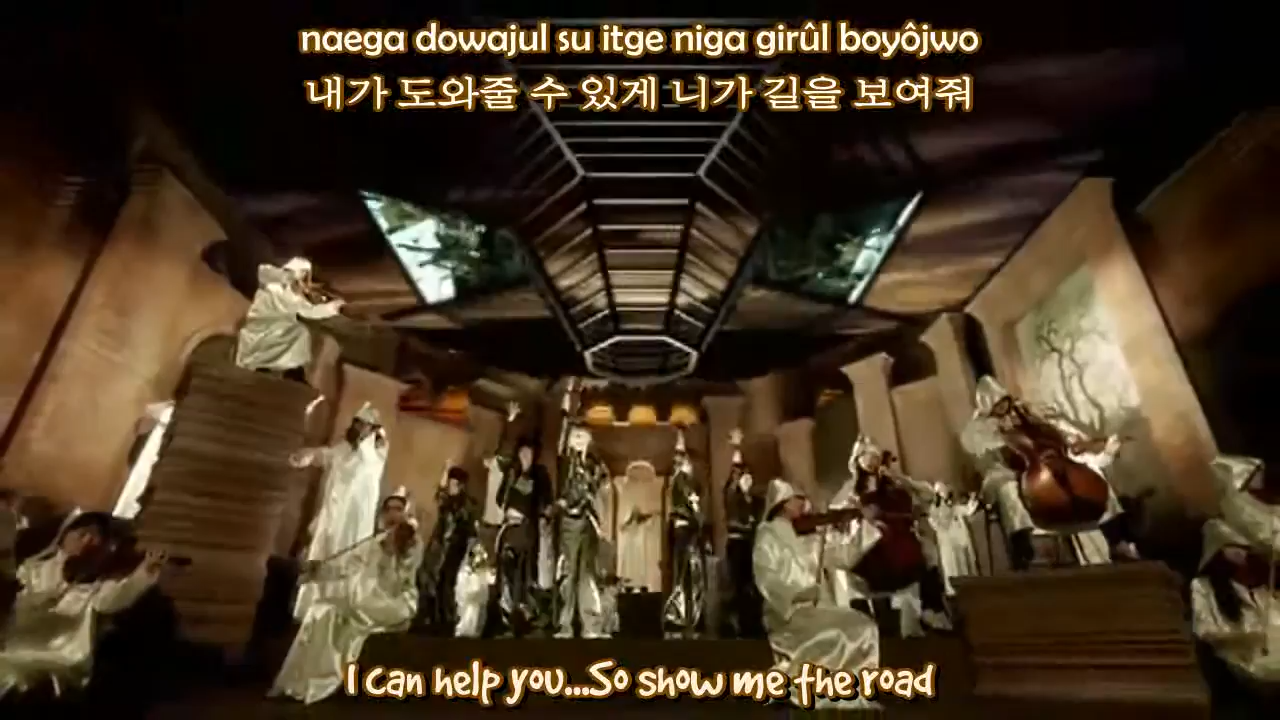 naega dowajul su itge niga girûl boyôjwo
내가 도와줄 수 있게 니가 길을 보여줘
I can help you...So show me the road